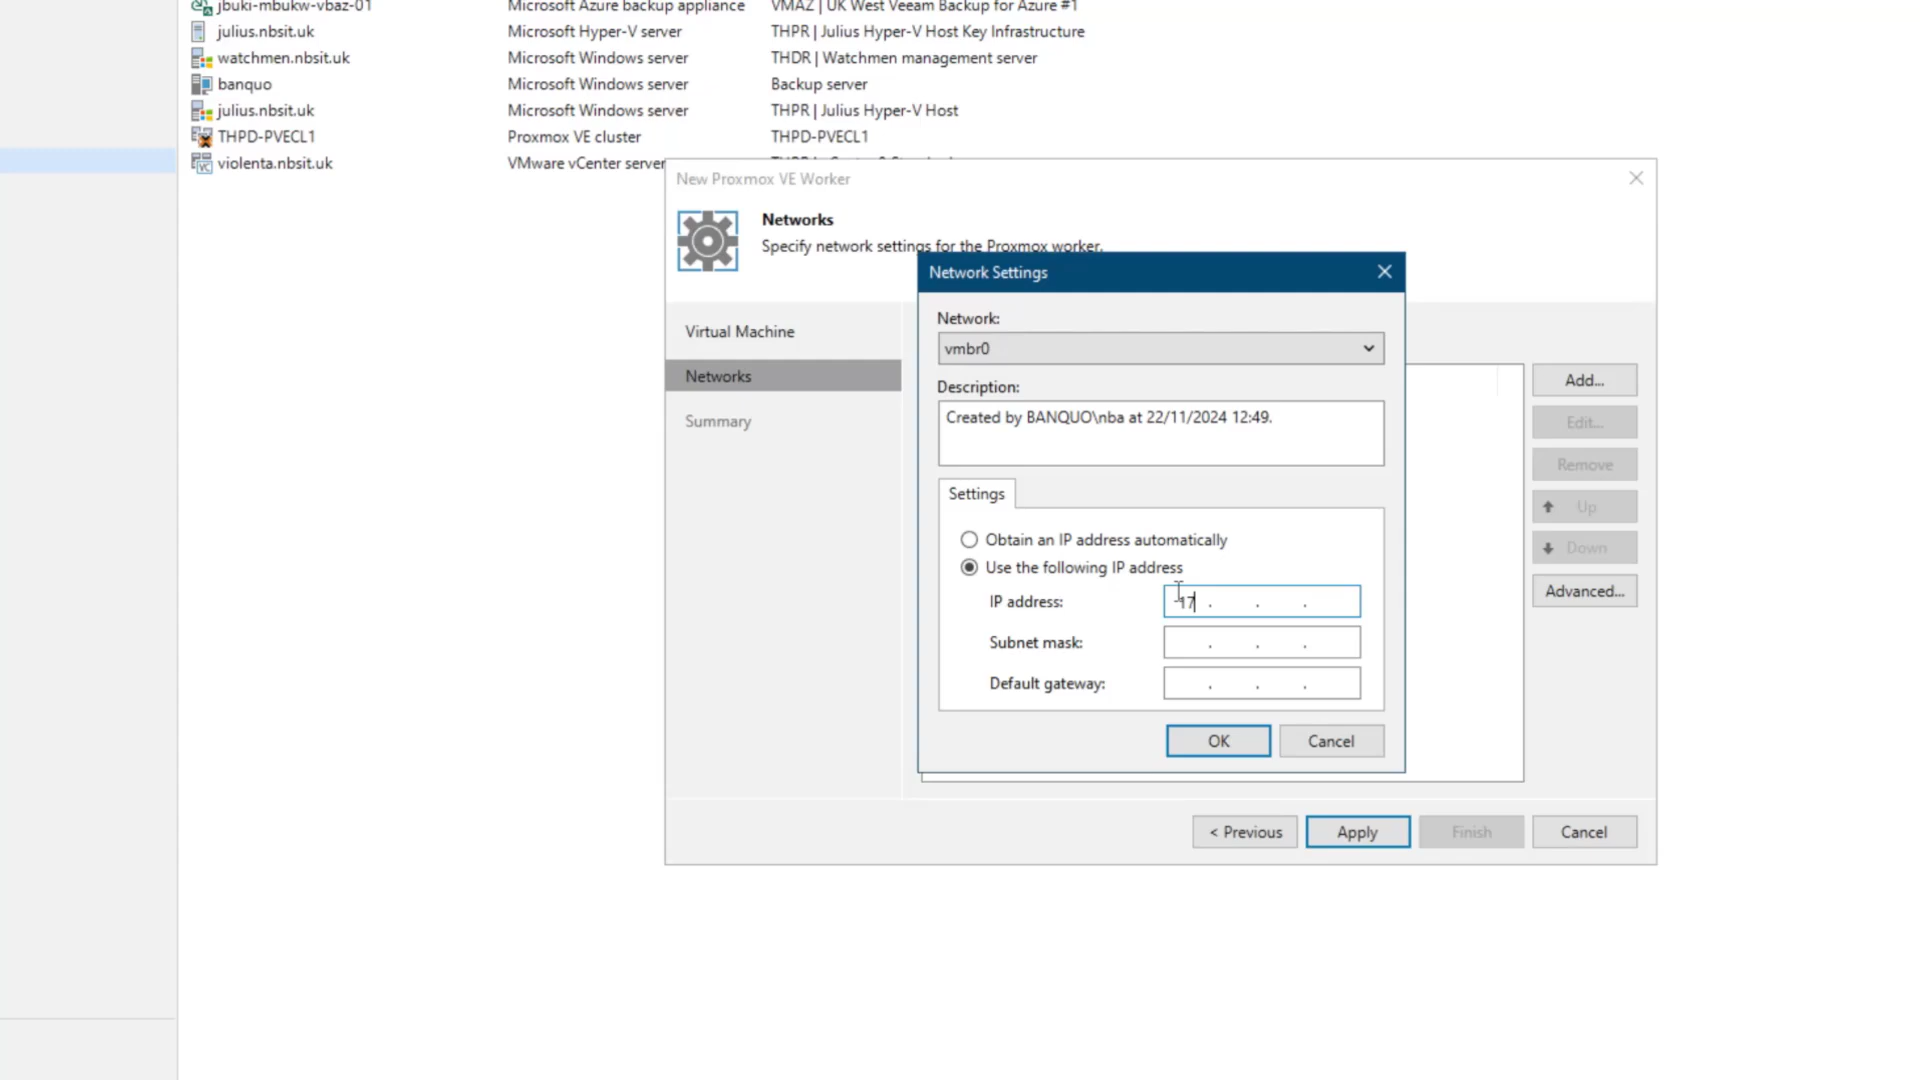 jbuki-mbukw-vbaz-01 Microsoft Azure backup appliance VMAZ | UK West Veeam Backup for Azure #1
julius.nbsit.uk Microsoft Hyper-V server THPR | Julius Hyper-V Host Key Infrastructure
watchmen.nbsit.uk Microsoft Windows server THDR | Watchmen management server
banquo Microsoft Windows server Backup server
julius.nbsit.uk Microsoft Windows server THPR | Julius Hyper-V Host
THPD-PVECL1 Proxmox VE cluster THPD-PVECL1
violenta.nbsit.uk VMware vCenter server
New Proxmox VE Worker
Networks
Specify network settings for the Proxmox worker.
Network Settings
Virtual Machine
Networks
Summary
Network:
vmbr0
Description:
Created by BANQUO\nba at 22/11/2024 12:49.
Settings
Obtain an IP address automatically
Use the following IP address
IP address: 17 . . .
Subnet mask: . . .
Default gateway: . . .
OK Cancel
Add...
Edit...
Remove
Up
Down
Advanced...
< Previous Apply Finish Cancel